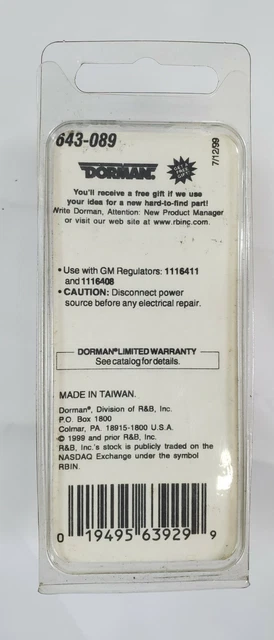 643-089
7/12/99
DORMAN®
You'll receive a free gift if we use
your idea for a new hard-to-find part!
Write Dorman, Attention: New Product Manager
or visit our web site at www.rbinc.com.
• Use with GM Regulators: 1116411
and 1116408
• CAUTION: Disconnect power
source before any electrical repair.
DORMAN® LIMITED WARRANTY
See catalog for details.
MADE IN TAIWAN.
Dorman®, Division of R&B, Inc.
P.O. Box 1800
Colmar, PA. 18915-1800 U.S.A.
© 1999 and prior R&B, Inc.
R&B, Inc.'s stock is publicly traded on the
NASDAQ Exchange under the symbol
RBIN.
0 19495 63929 9